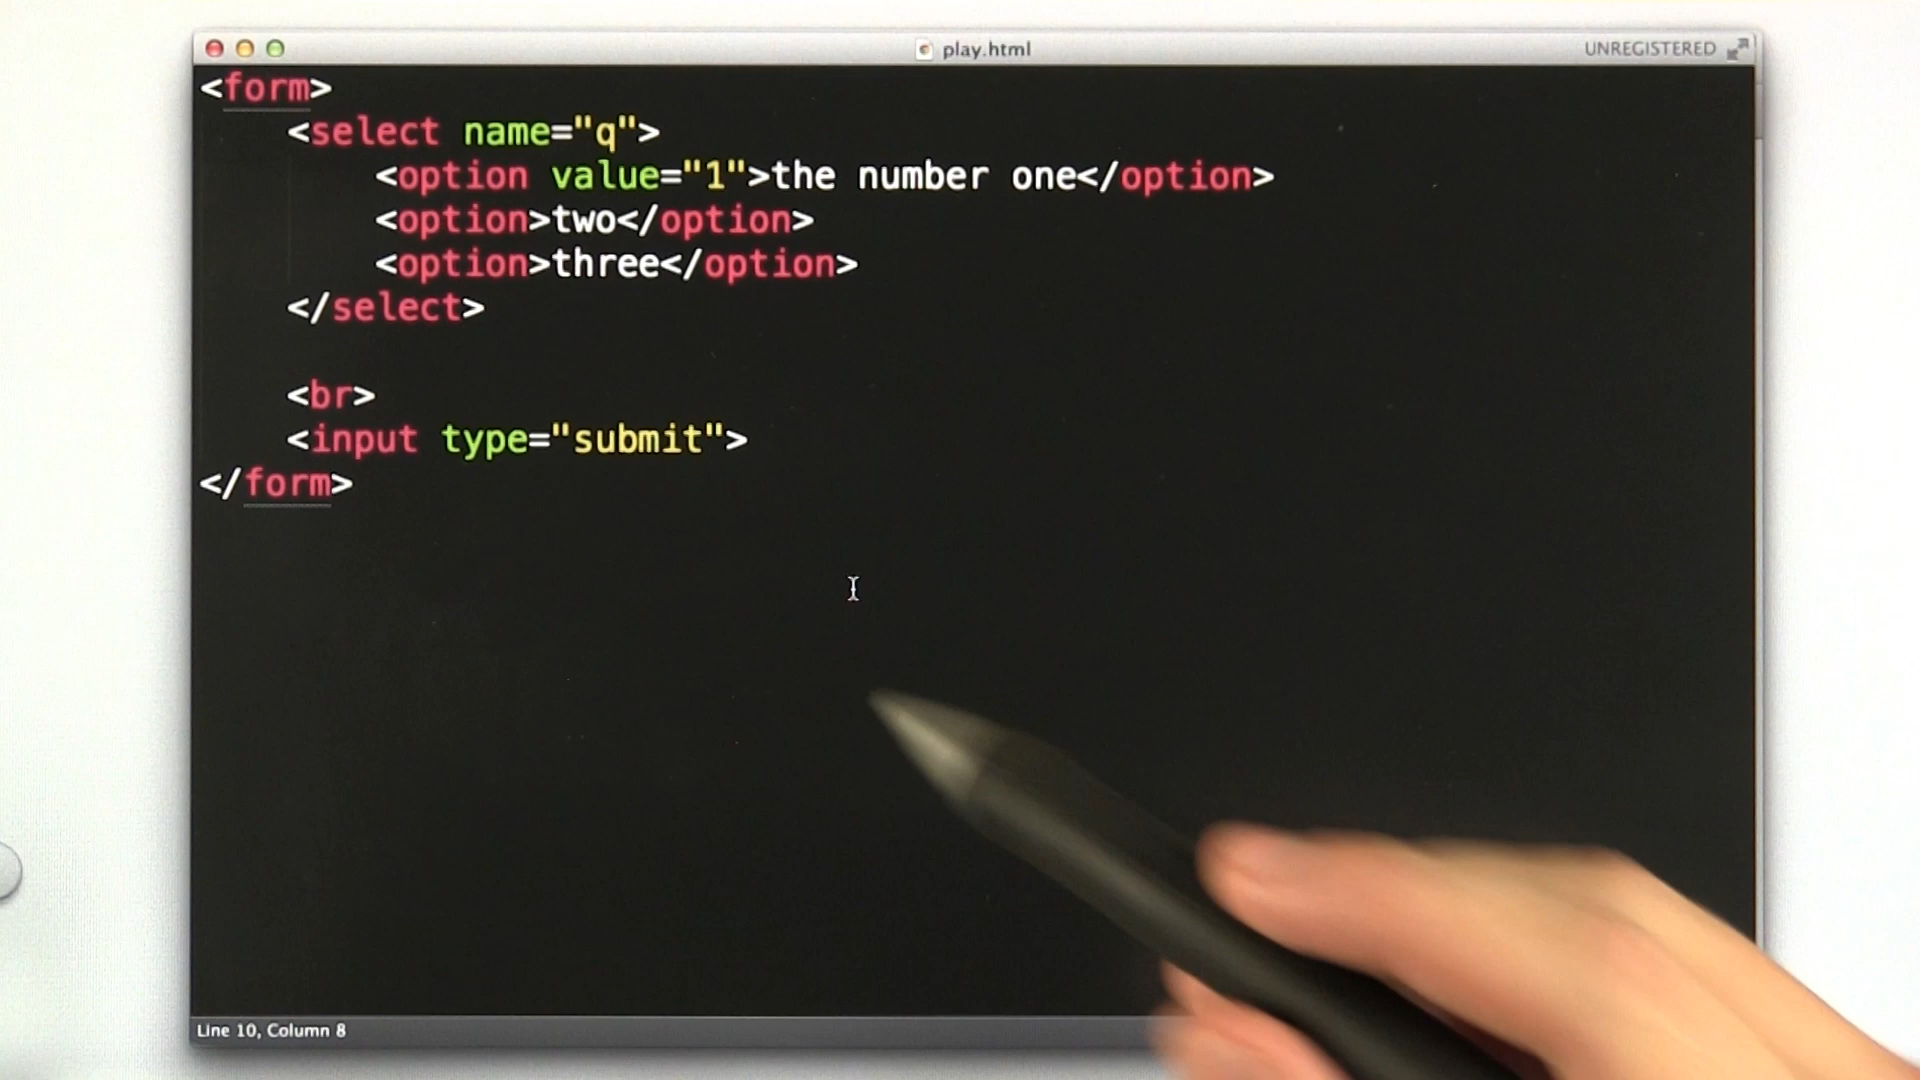 play.html
UNREGISTERED
<form>
<select name="q">
<option value="1">the number one</option>
<option>two</option>
<option>three</option>
</select>
<br>
<input type="submit">
</form>
Line 10, Column 8